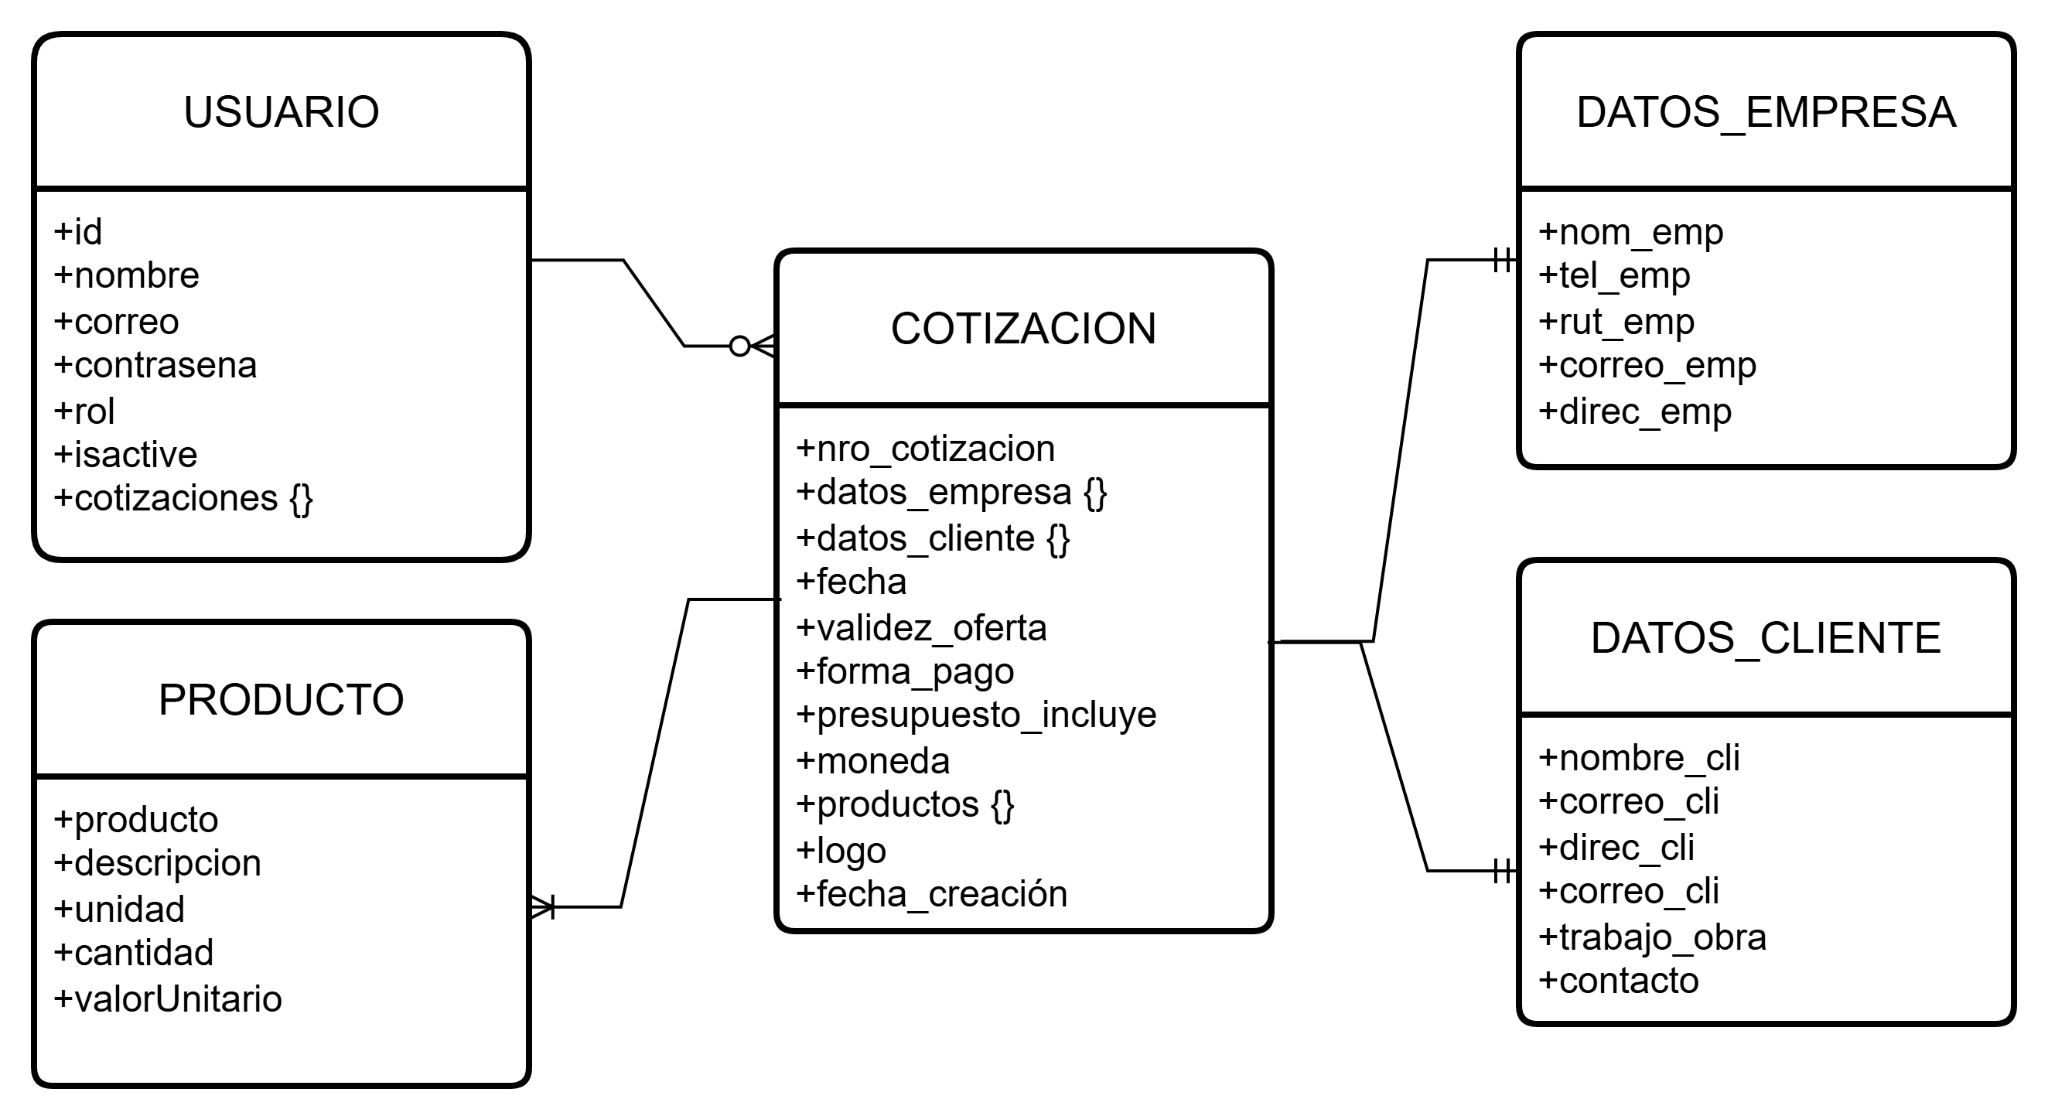 USUARIO
+id
+nombre
+correo
+contrasena
+rol
+isactive
+cotizaciones {}
PRODUCTO
+producto
+descripcion
+unidad
+cantidad
+valorUnitario
COTIZACION
+nro_cotizacion
+datos_empresa {}
+datos_cliente {}
+fecha
+validez_oferta
+forma_pago
+presupuesto_incluye
+moneda
+productos {}
+logo
+fecha_creación
DATOS_EMPRESA
+nom_emp
+tel_emp
+rut_emp
+correo_emp
+direc_emp
DATOS_CLIENTE
+nombre_cli
+correo_cli
+direc_cli
+correo_cli
+trabajo_obra
+contacto